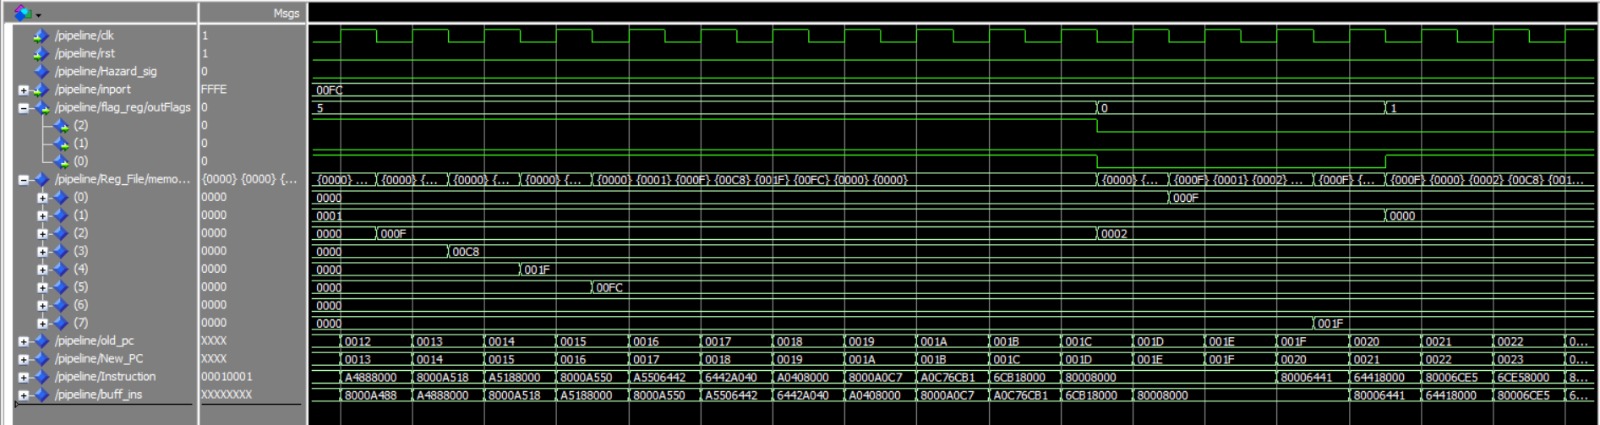 Msgs
/pipeline/clk 1
/pipeline/rst 1
/pipeline/Hazard_sig 0
/pipeline/inport FFFE 00FC
/pipeline/flag_reg/outFlags 0 5 0 1
(2) 0
(1) 0
(0) 0
/pipeline/Reg_File/memo... {0000} {0000} {... {0000} ... {0000} {... {0000} {... {0000} {... {0000} {0001} {000F} {00C8} {001F} {00FC} {0000} {0000} {0000} {... {000F} {0001} {0002} ... {000F} {... {000F} {0000} {0002} {00C8} {001...
(0) 0000 0000 000F
(1) 0000 0001 0000
(2) 0000 0000 000F 0002
(3) 0000 0000 00C8
(4) 0000 0000 001F
(5) 0000 0000 00FC
(6) 0000 0000
(7) 0000 0000 001F
/pipeline/old_pc XXXX 0012 0013 0014 0015 0016 0017 0018 0019 001A 001B 001C 001D 001E 001F 0020 0021 0022 0...
/pipeline/New_PC XXXX 0013 0014 0015 0016 0017 0018 0019 001A 001B 001C 001D 001E 001F 0020 0021 0022 0023 0...
/pipeline/Instruction 00010001 A4888000 8000A518 A5188000 8000A550 A5506442 6442A040 A0408000 8000A0C7 A0C76CB1 6CB18000 80008000 80006441 64418000 80006CE5 6CE58000 8...
/pipeline/buff_ins XXXXXXXX 8000A488 A4888000 8000A518 A5188000 8000A550 A5506442 6442A040 A0408000 8000A0C7 A0C76CB1 6CB18000 80008000 80006441 64418000 80006CE5 6...